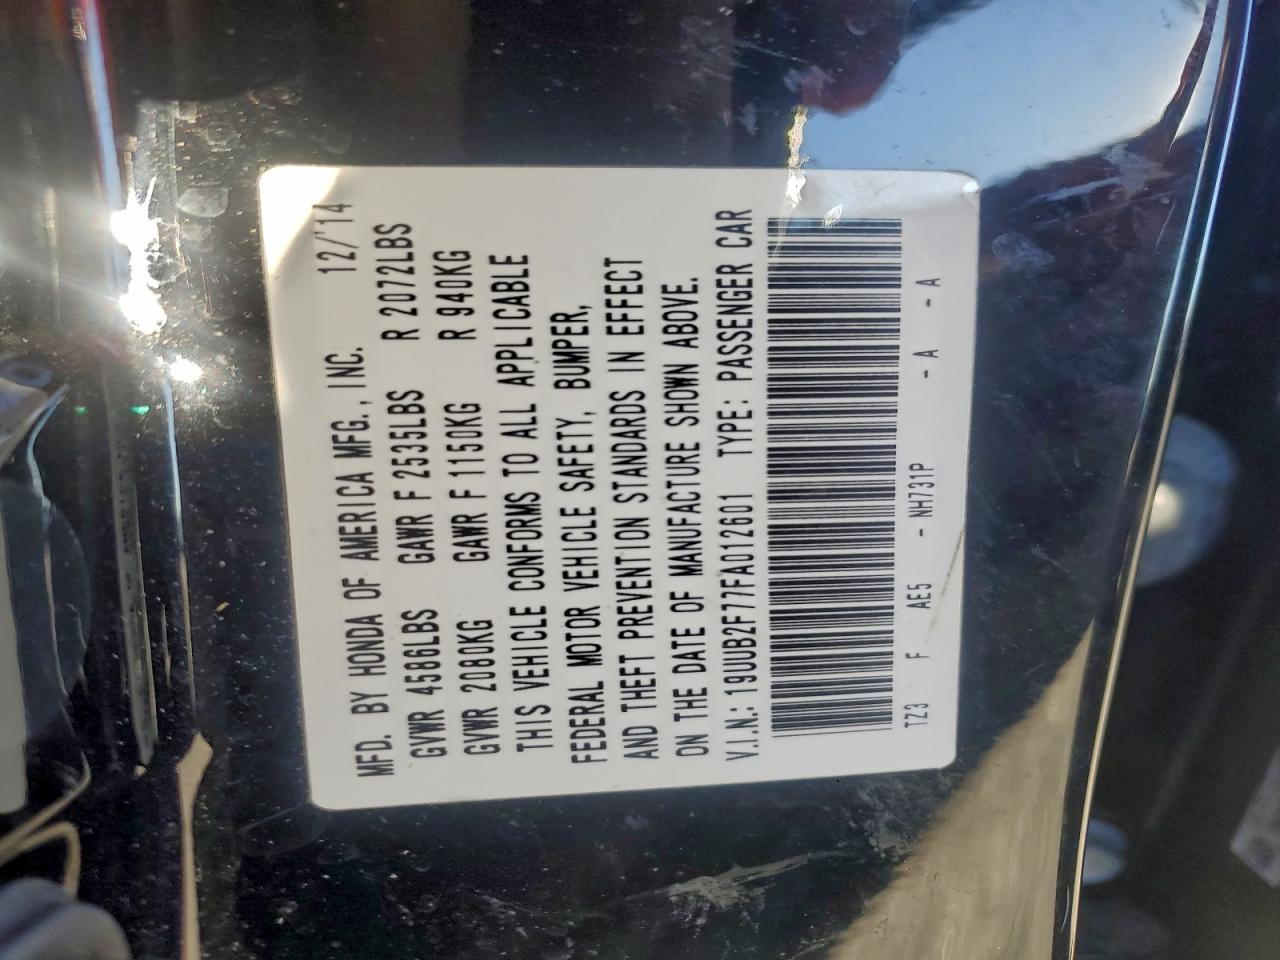 MFD. BY HONDA OF AMERICA MFG., INC. 12/'14
GVWR 4586LBS GAWR F 2535LBS R 2072LBS
GVWR 2080KG GAWR F 1150KG R 940KG
THIS VEHICLE CONFORMS TO ALL APPLICABLE
FEDERAL MOTOR VEHICLE SAFETY, BUMPER,
AND THEFT PREVENTION STANDARDS IN EFFECT
ON THE DATE OF MANUFACTURE SHOWN ABOVE.
V.I.N.: 19UUB2F77FA012601 TYPE: PASSENGER CAR
TZ3 F AE5 - NH731P - A - A